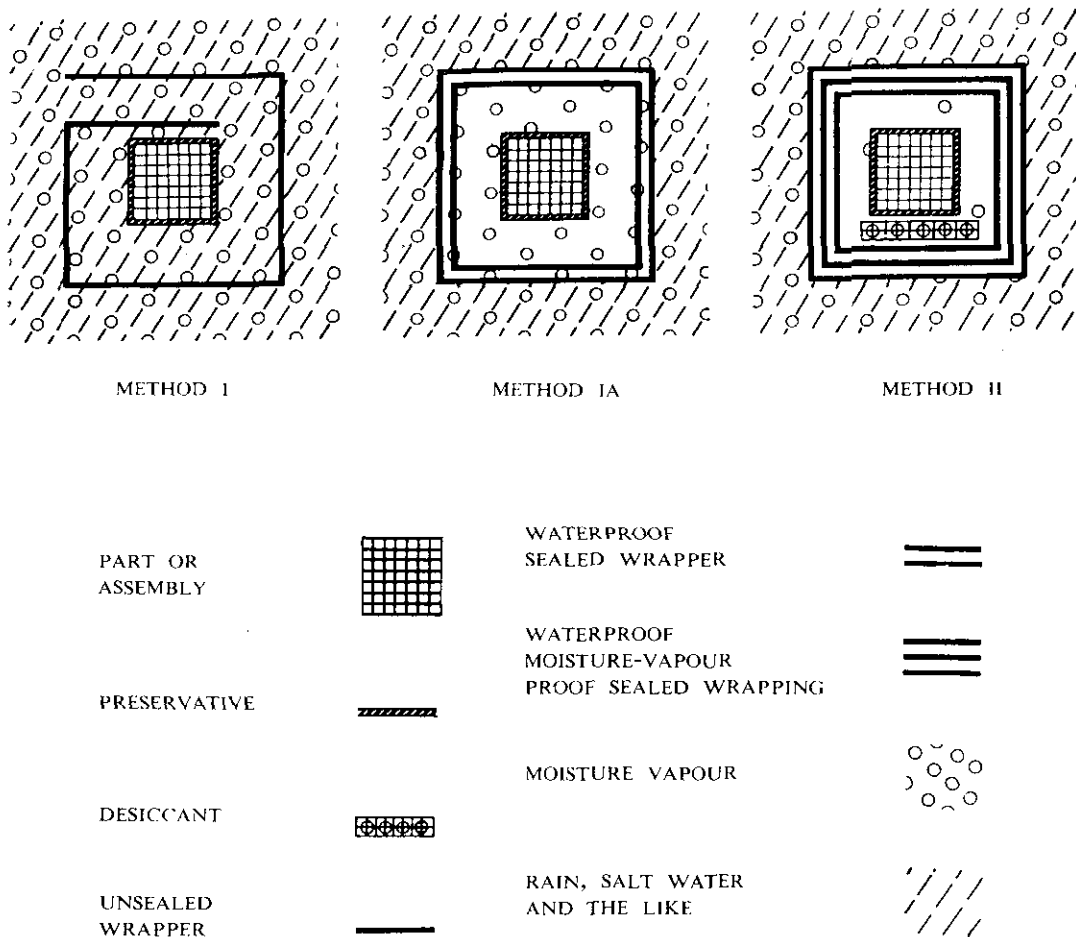 METHOD I
METHOD IA
METHOD II
PART OR
ASSEMBLY
PRESERVATIVE
DESICCANT
UNSEALED
WRAPPER
WATERPROOF
SEALED WRAPPER
WATERPROOF
MOISTURE-VAPOUR
PROOF SEALED WRAPPING
MOISTURE VAPOUR
RAIN, SALT WATER
AND THE LIKE